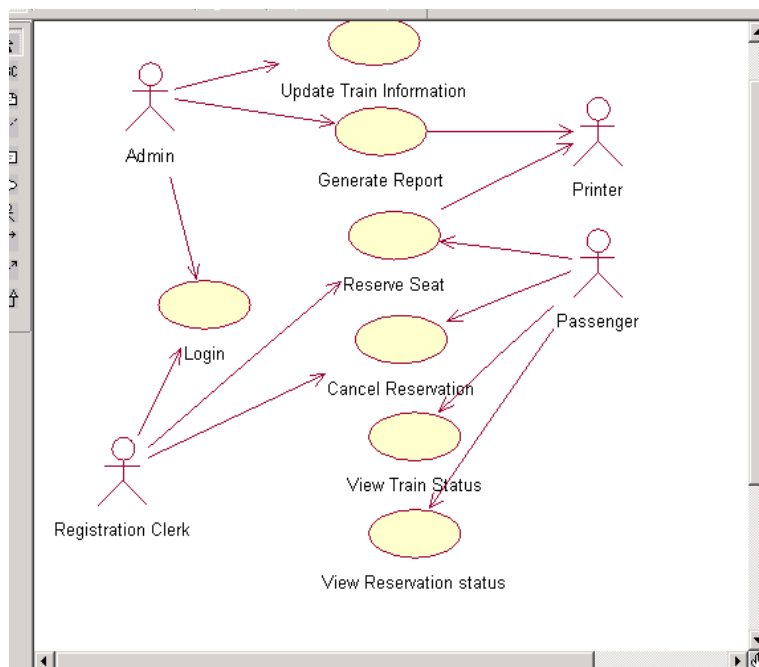 Update Train Information
Admin
Generate Report
Printer
Reserve Seat
Passenger
Login
Cancel Reservation
View Train Status
Registration Clerk
View Reservation status